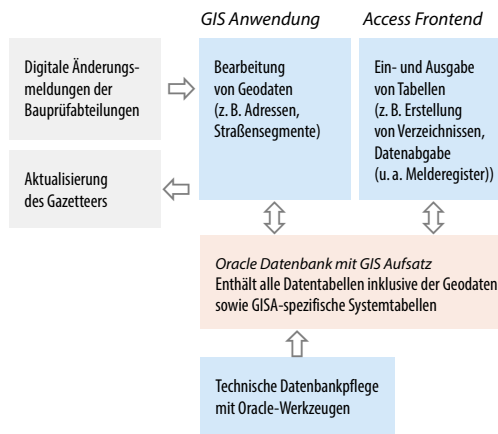 GIS Anwendung
Access Frontend
Digitale Änderungs-
meldungen der
Bauprüfabteilungen
Bearbeitung
von Geodaten
(z. B. Adressen,
Straßensegmente)
Ein- und Ausgabe
von Tabellen
(z. B. Erstellung
von Verzeichnissen,
Datenabgabe
(u. a. Melderegister))
Aktualisierung
des Gazetteers
Oracle Datenbank mit GIS Aufsatz
Enthält alle Datentabellen inklusive der Geodaten
sowie GISA-spezifische Systemtabellen
Technische Datenbankpflege
mit Oracle-Werkzeugen